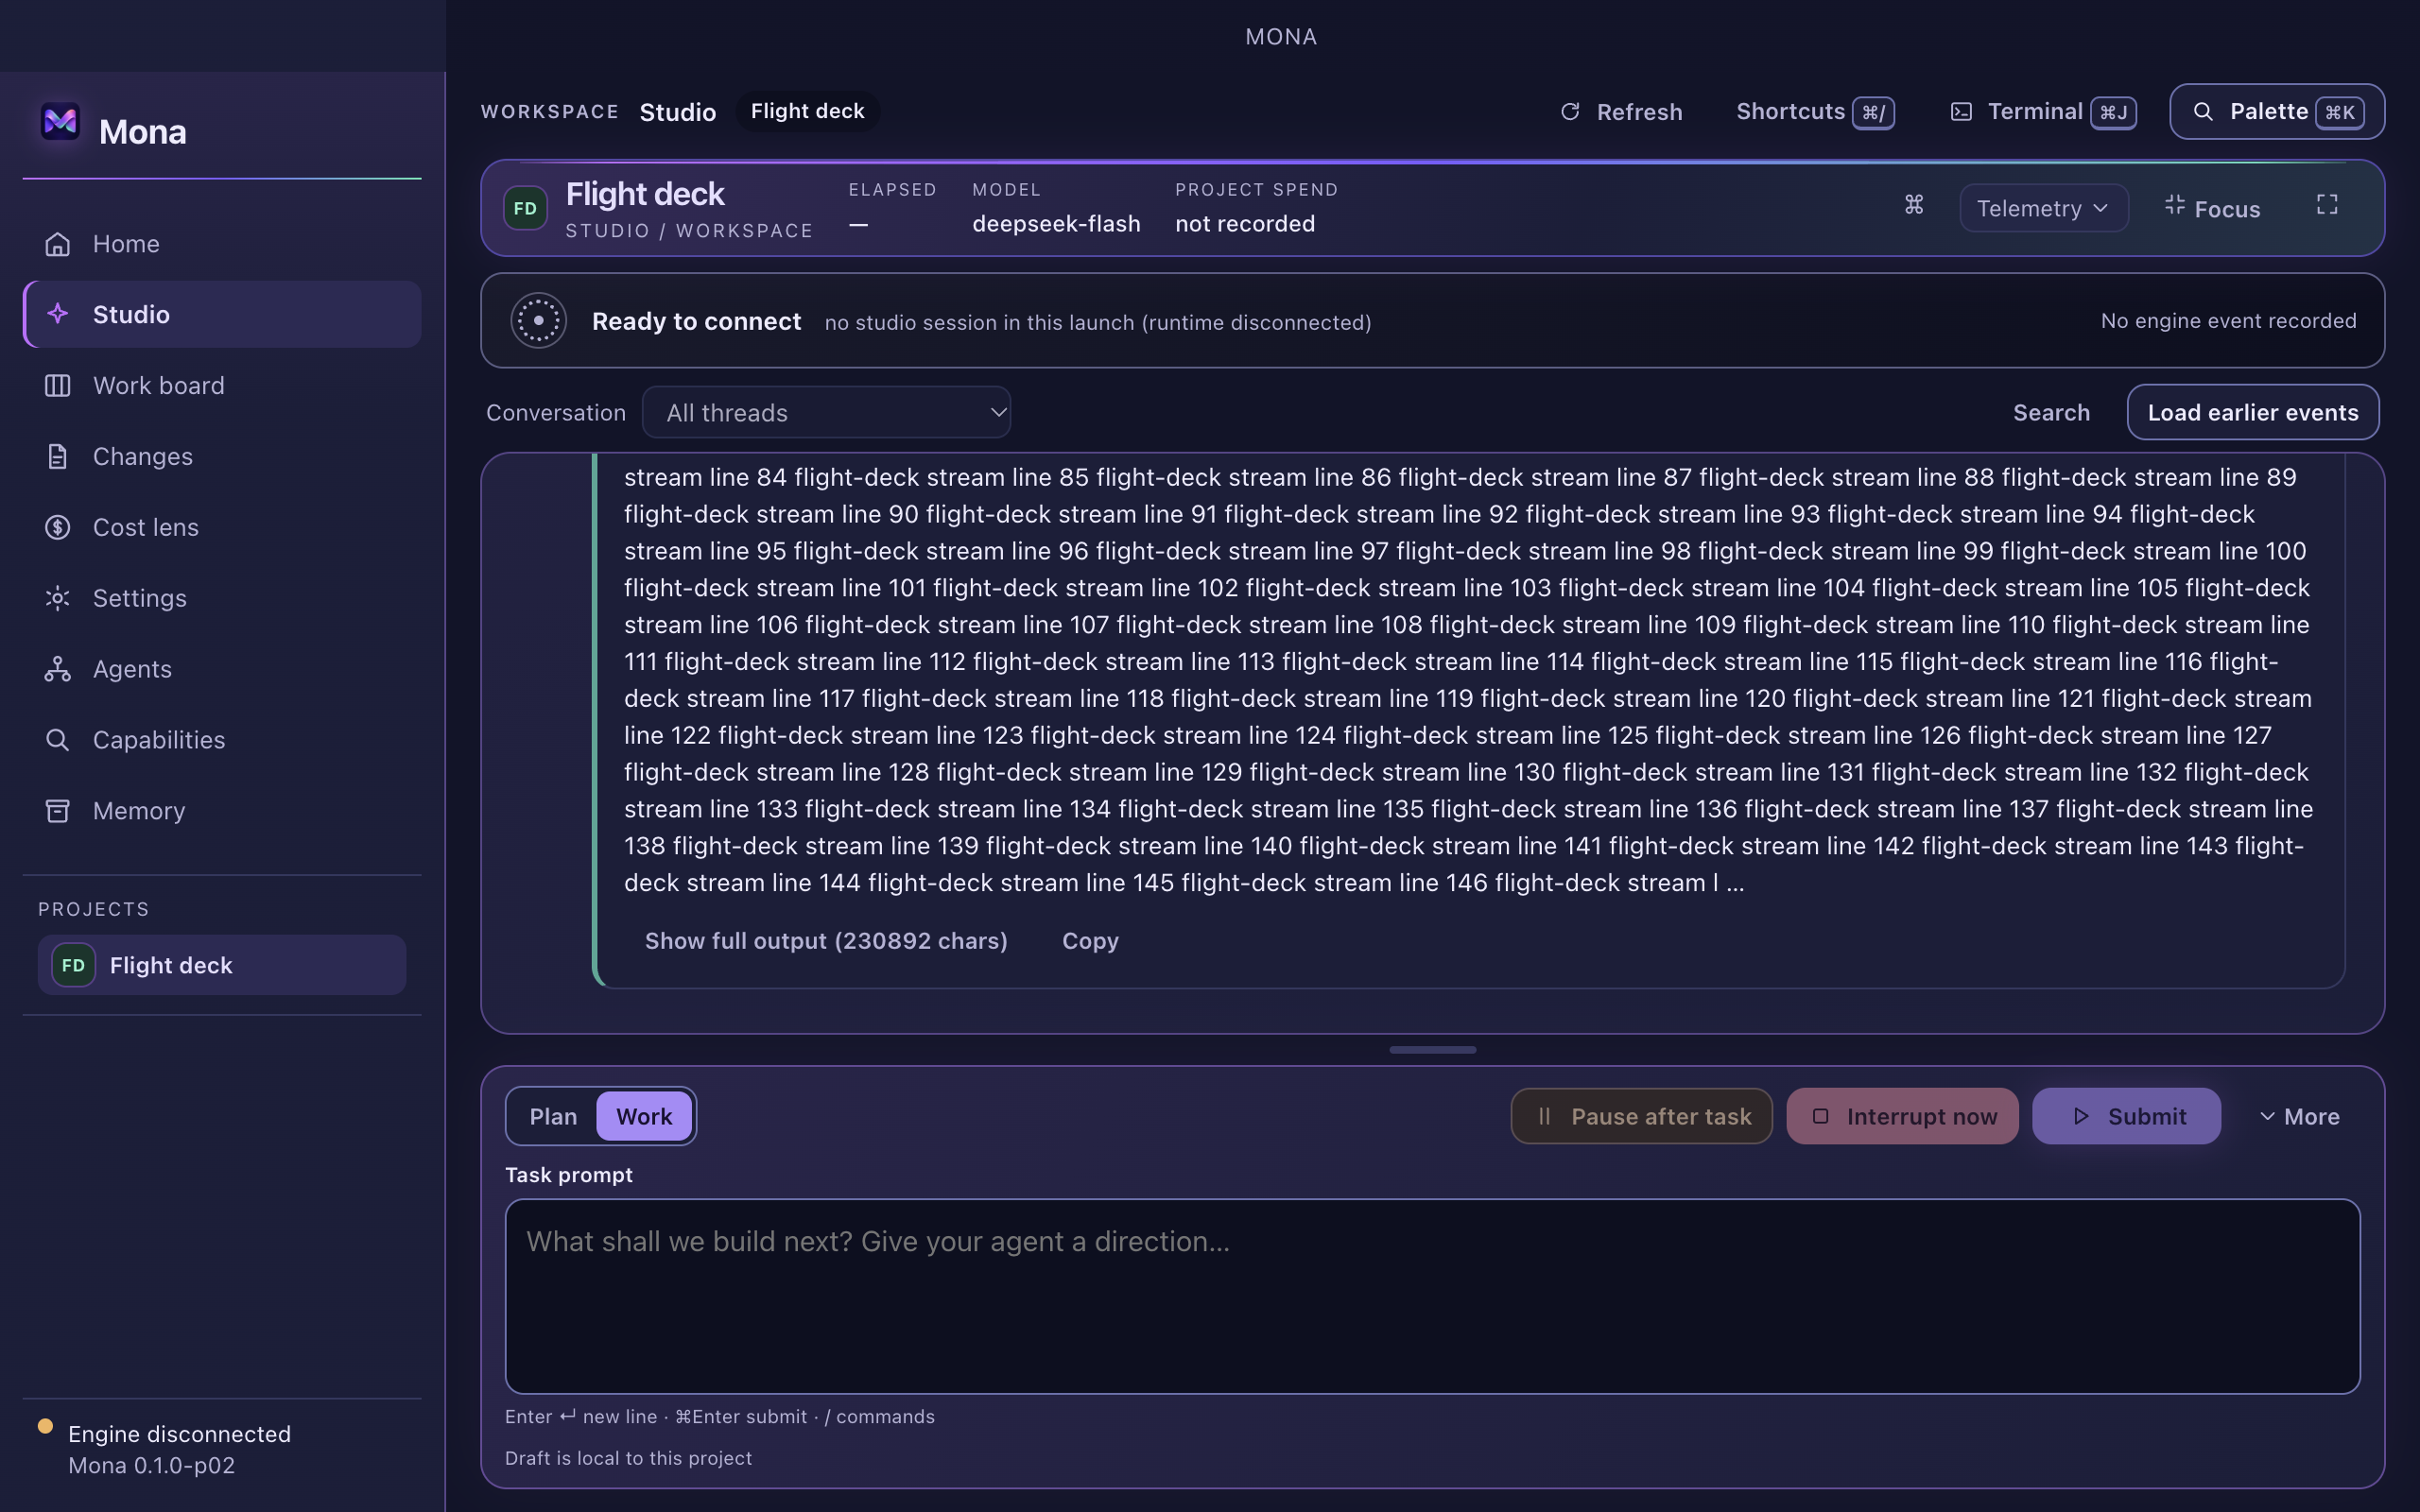 MONA
Mona
Home
Studio
Work board
Changes
Cost lens
Settings
Agents
Capabilities
Memory
PROJECTS
FD Flight deck
Engine disconnected
Mona 0.1.0-p02
WORKSPACE Studio Flight deck
Refresh Shortcuts ⌘/ Terminal ⌘J Palette ⌘K
FD Flight deck
STUDIO / WORKSPACE
ELAPSED
—
MODEL
deepseek-flash
PROJECT SPEND
not recorded
⌘ Telemetry Focus
Ready to connect no studio session in this launch (runtime disconnected) No engine event recorded
Conversation All threads Search Load earlier events
stream line 84 flight-deck stream line 85 flight-deck stream line 86 flight-deck stream line 87 flight-deck stream line 88 flight-deck stream line 89
flight-deck stream line 90 flight-deck stream line 91 flight-deck stream line 92 flight-deck stream line 93 flight-deck stream line 94 flight-deck
stream line 95 flight-deck stream line 96 flight-deck stream line 97 flight-deck stream line 98 flight-deck stream line 99 flight-deck stream line 100
flight-deck stream line 101 flight-deck stream line 102 flight-deck stream line 103 flight-deck stream line 104 flight-deck stream line 105 flight-deck
stream line 106 flight-deck stream line 107 flight-deck stream line 108 flight-deck stream line 109 flight-deck stream line 110 flight-deck stream line
111 flight-deck stream line 112 flight-deck stream line 113 flight-deck stream line 114 flight-deck stream line 115 flight-deck stream line 116 flight-
deck stream line 117 flight-deck stream line 118 flight-deck stream line 119 flight-deck stream line 120 flight-deck stream line 121 flight-deck stream
line 122 flight-deck stream line 123 flight-deck stream line 124 flight-deck stream line 125 flight-deck stream line 126 flight-deck stream line 127
flight-deck stream line 128 flight-deck stream line 129 flight-deck stream line 130 flight-deck stream line 131 flight-deck stream line 132 flight-deck
stream line 133 flight-deck stream line 134 flight-deck stream line 135 flight-deck stream line 136 flight-deck stream line 137 flight-deck stream line
138 flight-deck stream line 139 flight-deck stream line 140 flight-deck stream line 141 flight-deck stream line 142 flight-deck stream line 143 flight-
deck stream line 144 flight-deck stream line 145 flight-deck stream line 146 flight-deck stream l ...
Show full output (230892 chars) Copy
Plan Work Pause after task Interrupt now Submit More
Task prompt
What shall we build next? Give your agent a direction...
Enter ↵ new line · ⌘Enter submit · / commands
Draft is local to this project